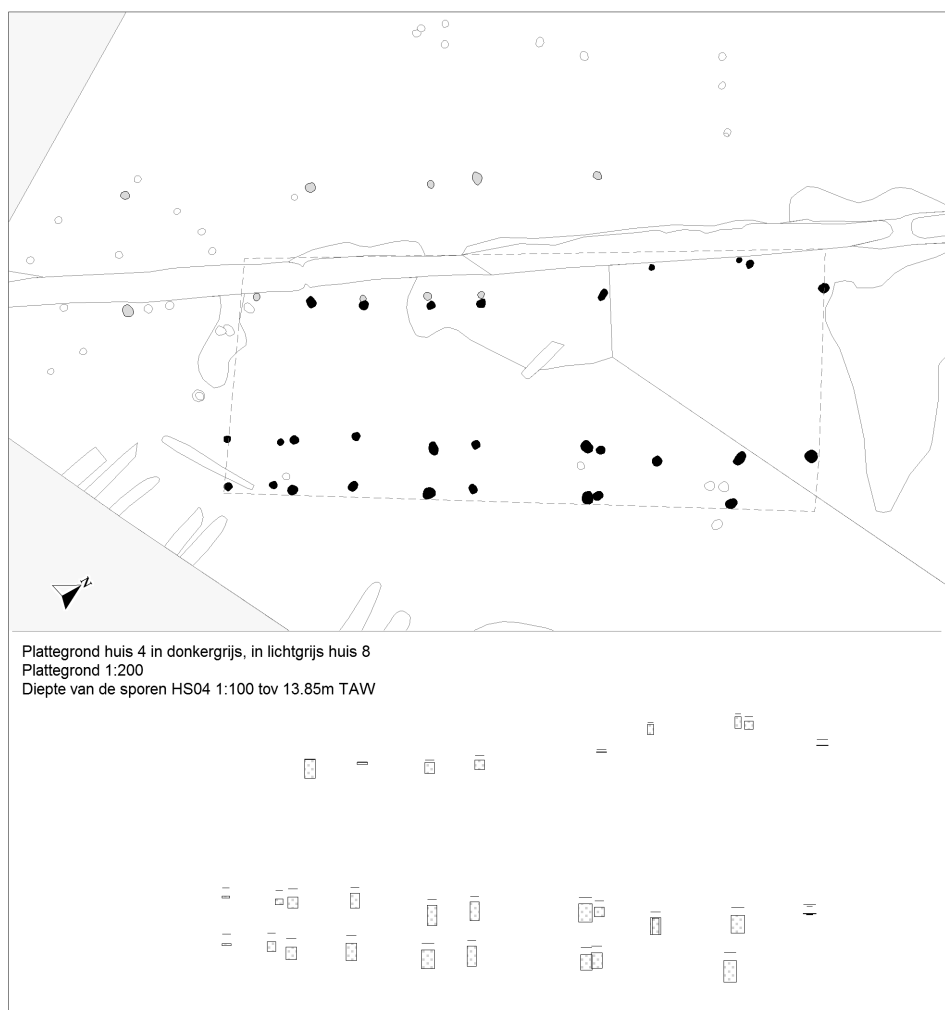 N
Plattegrond huis 4 in donkergrijs, in lichtgrijs huis 8
Plattegrond 1:200
Diepte van de sporen HS04 1:100 tov 13.85m TAW